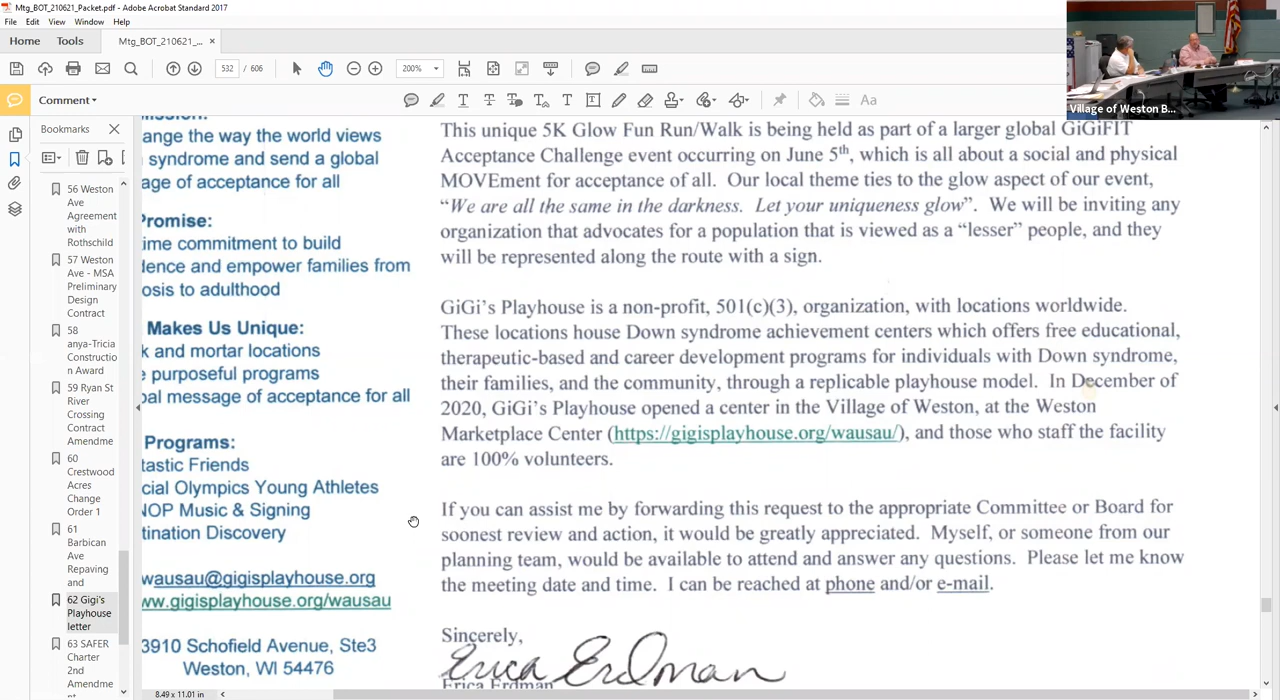 Mtg_BOT_210621_Packet.pdf - Adobe Acrobat Standard 2017
File Edit View Window Help
Home Tools Mtg_BOT_210621_... ×
532 / 606 200%
Comment
Bookmarks
56 Weston
Ave
Agreement
with
Rothschild
57 Weston
Ave - MSA
Preliminary
Design
Contract
58
anya-Tricia
Constructio
n Award
59 Ryan St
River
Crossing
Contract
Amendme
60
Crestwood
Acres
Change
Order 1
61
Barbican
Ave
Repaving
and
62 Gigi's
Playhouse
letter
63 SAFER
Charter
2nd
Amendme
ange the way the world views
syndrome and send a global
age of acceptance for all
Promise:
ime commitment to build
dence and empower families from
osis to adulthood
Makes Us Unique:
k and mortar locations
e purposeful programs
bal message of acceptance for all
Programs:
tastic Friends
cial Olympics Young Athletes
NOP Music & Signing
tination Discovery
wausau@gigisplayhouse.org
ww.gigisplayhouse.org/wausau
3910 Schofield Avenue, Ste3
Weston, WI 54476
This unique 5K Glow Fun Run/Walk is being held as part of a larger global GiGiFIT
Acceptance Challenge event occurring on June 5th, which is all about a social and physical
MOVEment for acceptance of all. Our local theme ties to the glow aspect of our event,
“We are all the same in the darkness. Let your uniqueness glow”. We will be inviting any
organization that advocates for a population that is viewed as a “lesser” people, and they
will be represented along the route with a sign.
GiGi’s Playhouse is a non-profit, 501(c)(3), organization, with locations worldwide.
These locations house Down syndrome achievement centers which offers free educational,
therapeutic-based and career development programs for individuals with Down syndrome,
their families, and the community, through a replicable playhouse model. In December of
2020, GiGi’s Playhouse opened a center in the Village of Weston, at the Weston
Marketplace Center (https://gigisplayhouse.org/wausau/), and those who staff the facility
are 100% volunteers.
If you can assist me by forwarding this request to the appropriate Committee or Board for
soonest review and action, it would be greatly appreciated. Myself, or someone from our
planning team, would be available to attend and answer any questions. Please let me know
the meeting date and time. I can be reached at phone and/or e-mail.
Sincerely,
Erica Erdman
Erica Erdman
8.49 x 11.01 in
Village of Weston B...
Aa